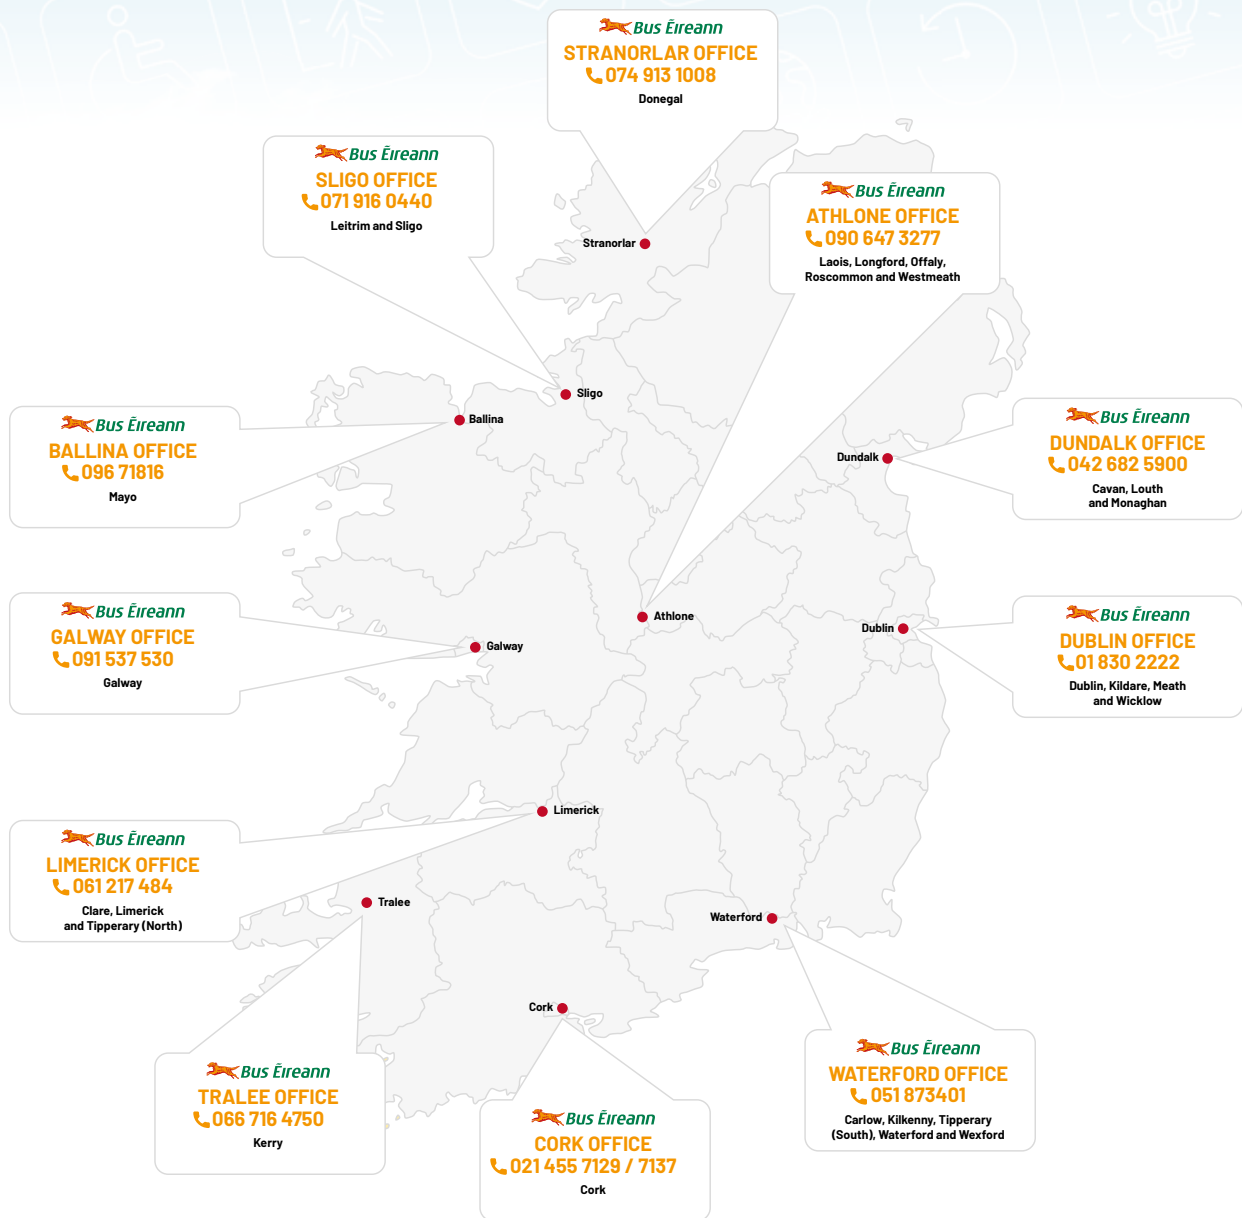 Bus Éireann
STRANORLAR OFFICE
074 913 1008
Donegal
Bus Éireann
SLIGO OFFICE
071 916 0440
Leitrim and Sligo
Bus Éireann
ATHLONE OFFICE
090 647 3277
Laois, Longford, Offaly,
Roscommon and Westmeath
Stranorlar
Sligo
Ballina
Bus Éireann
BALLINA OFFICE
096 71816
Mayo
Dundalk
Bus Éireann
DUNDALK OFFICE
042 682 5900
Cavan, Louth
and Monaghan
Bus Éireann
GALWAY OFFICE
091 537 530
Galway
Galway
Athlone
Dublin
Bus Éireann
DUBLIN OFFICE
01 830 2222
Dublin, Kildare, Meath
and Wicklow
Limerick
Bus Éireann
LIMERICK OFFICE
061 217 484
Clare, Limerick
and Tipperary (North)
Tralee
Waterford
Cork
Bus Éireann
TRALEE OFFICE
066 716 4750
Kerry
Bus Éireann
CORK OFFICE
021 455 7129 / 7137
Cork
Bus Éireann
WATERFORD OFFICE
051 873401
Carlow, Kilkenny, Tipperary
(South), Waterford and Wexford